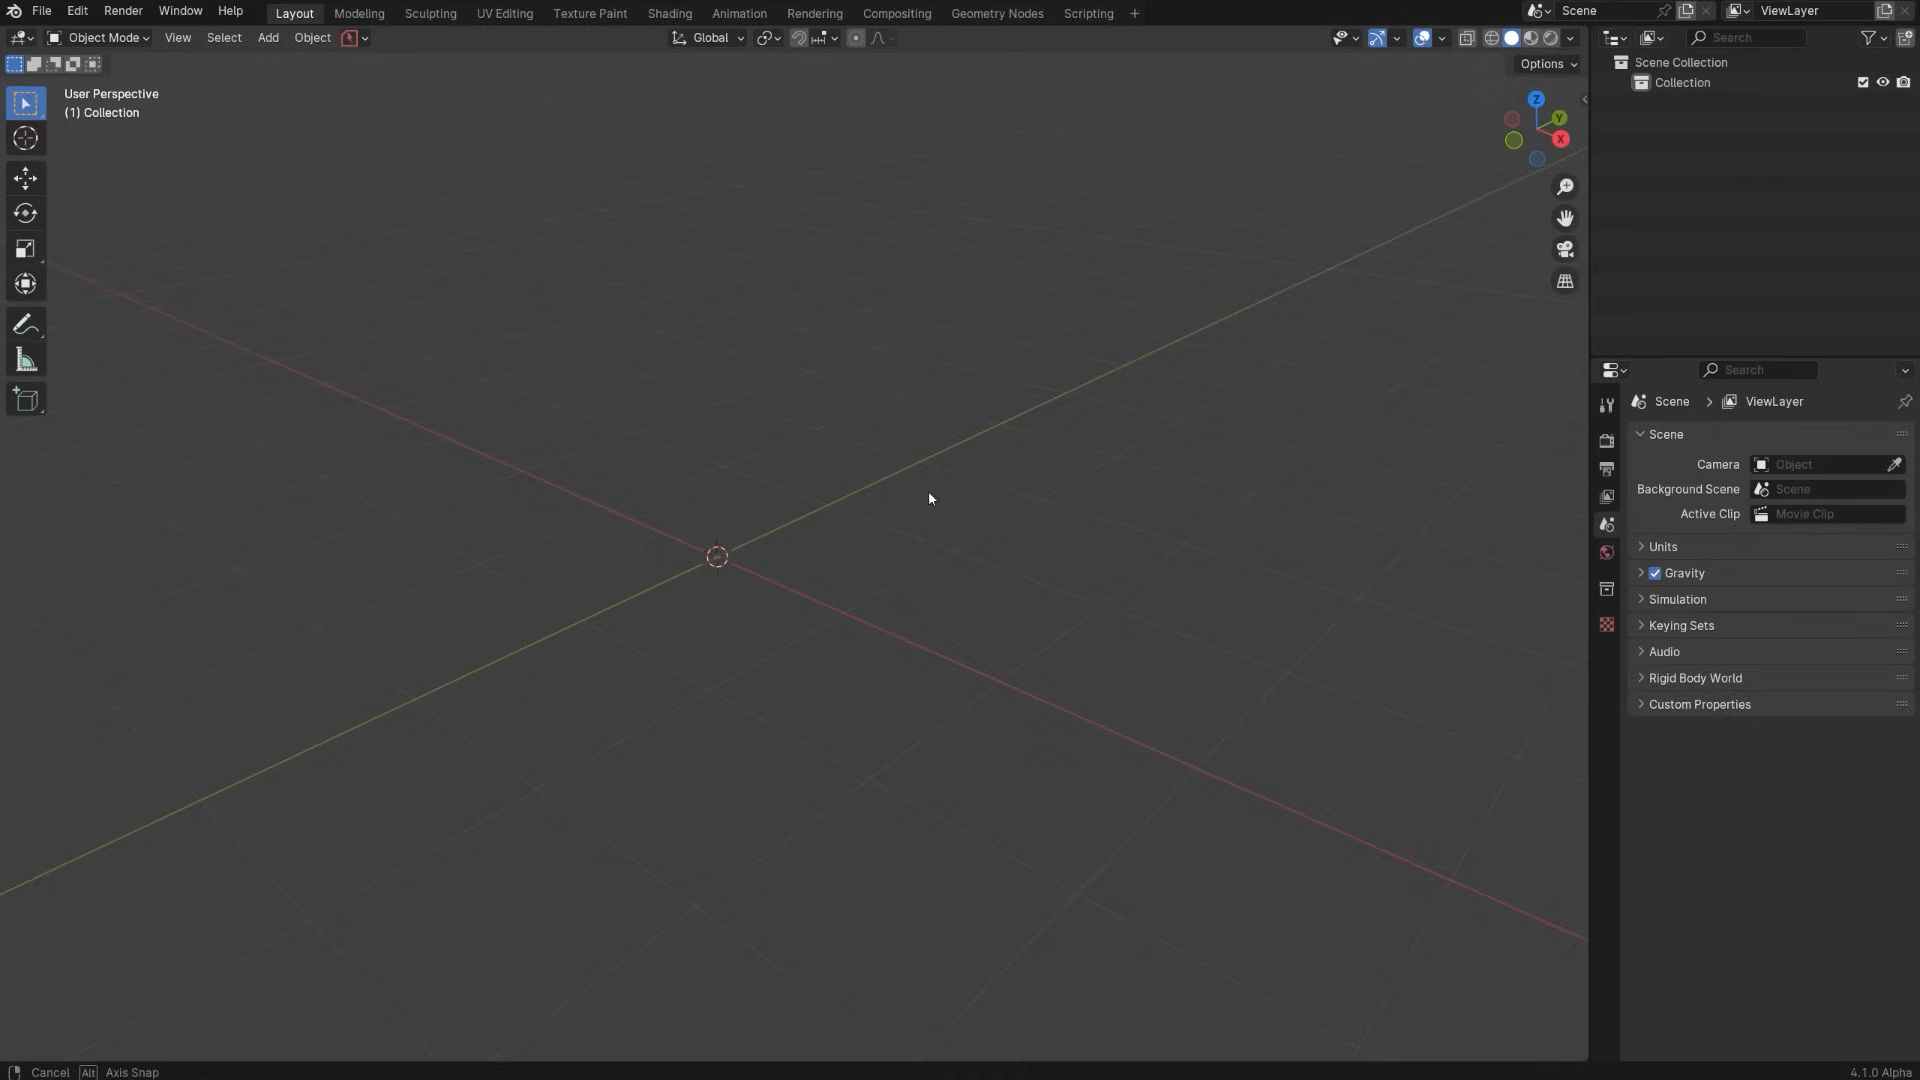 File Edit Render Window Help Layout Modeling Sculpting UV Editing Texture Paint Shading Animation Rendering Compositing Geometry Nodes Scripting + Scene ViewLayer
Object Mode View Select Add Object Global Search
Options
User Perspective
(1) Collection
Z
Y
X
Scene Collection
Collection
Search
Scene > ViewLayer
Scene
Camera Object
Background Scene Scene
Active Clip Movie Clip
Units
Gravity
Simulation
Keying Sets
Audio
Rigid Body World
Custom Properties
Cancel Alt Axis Snap 4.1.0 Alpha